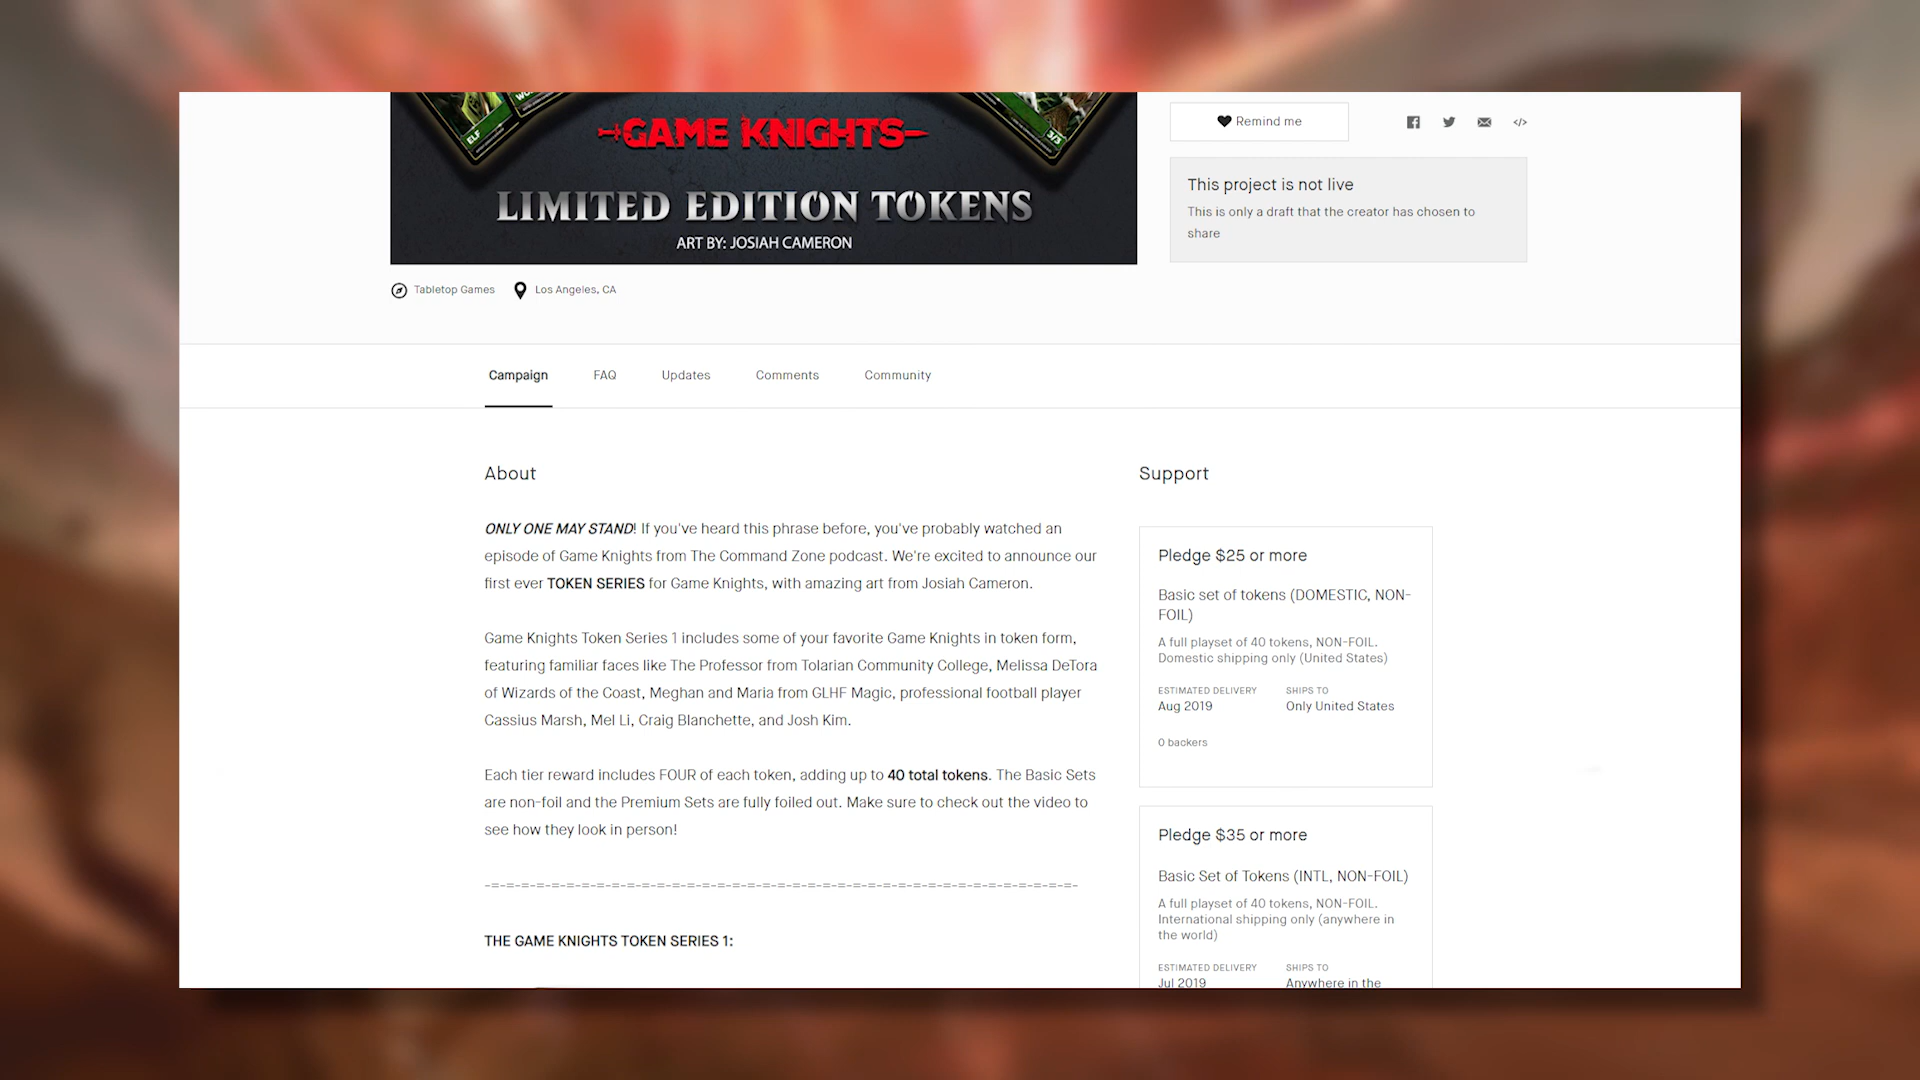 ELF
3/3
GAME KNIGHTS
LIMITED EDITION TOKENS
ART BY: JOSIAH CAMERON
Remind me
</>
This project is not live
This is only a draft that the creator has chosen to
share
Tabletop Games
Los Angeles, CA
Campaign
FAQ
Updates
Comments
Community
About
ONLY ONE MAY STAND! If you've heard this phrase before, you've probably watched an
episode of Game Knights from The Command Zone podcast. We're excited to announce our
first ever TOKEN SERIES for Game Knights, with amazing art from Josiah Cameron.
Game Knights Token Series 1 includes some of your favorite Game Knights in token form,
featuring familiar faces like The Professor from Tolarian Community College, Melissa DeTora
of Wizards of the Coast, Meghan and Maria from GLHF Magic, professional football player
Cassius Marsh, Mel Li, Craig Blanchette, and Josh Kim.
Each tier reward includes FOUR of each token, adding up to 40 total tokens. The Basic Sets
are non-foil and the Premium Sets are fully foiled out. Make sure to check out the video to
see how they look in person!
-=-=-=-=-=-=-=-=-=-=-=-=-=-=-=-=-=-=-=-=-=-=-=-=-=-=-=-=-=-=-=-=-=-=-=-=-=-=-=-
THE GAME KNIGHTS TOKEN SERIES 1:
Support
Pledge $25 or more
Basic set of tokens (DOMESTIC, NON-
FOIL)
A full playset of 40 tokens, NON-FOIL.
Domestic shipping only (United States)
ESTIMATED DELIVERY
Aug 2019
SHIPS TO
Only United States
0 backers
Pledge $35 or more
Basic Set of Tokens (INTL, NON-FOIL)
A full playset of 40 tokens, NON-FOIL.
International shipping only (anywhere in
the world)
ESTIMATED DELIVERY
Jul 2019
SHIPS TO
Anywhere in the